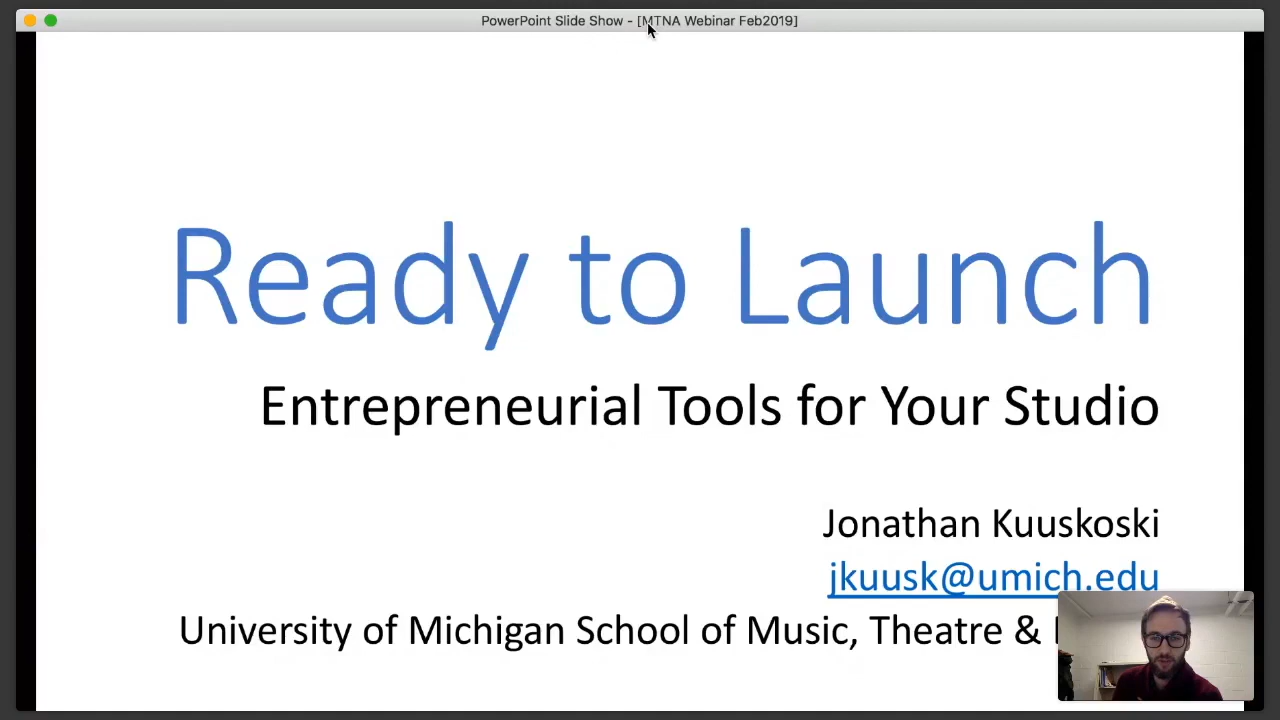 PowerPoint Slide Show - [MTNA Webinar Feb2019]
Ready to Launch
Entrepreneurial Tools for Your Studio
Jonathan Kuuskoski
jkuusk@umich.edu
University of Michigan School of Music, Theatre &